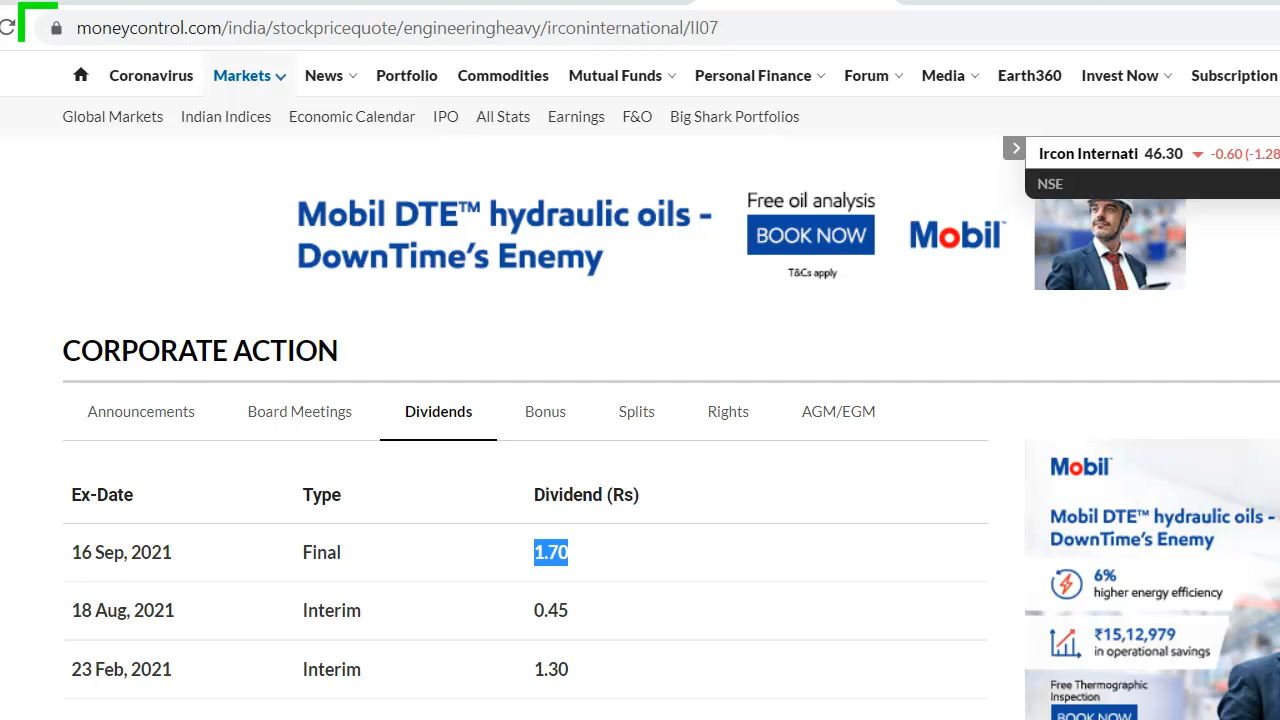 moneycontrol.com/india/stockpricequote/engineeringheavy/irconinternational/II07
Coronavirus Markets News Portfolio Commodities Mutual Funds Personal Finance Forum Media Earth360 Invest Now Subscription
Global Markets Indian Indices Economic Calendar IPO All Stats Earnings F&O Big Shark Portfolios
Ircon Internati 46.30 -0.60 (-1.28
NSE
Mobil DTE™ hydraulic oils -
DownTime's Enemy
Free oil analysis
BOOK NOW
T&Cs apply
Mobil™
CORPORATE ACTION
Announcements Board Meetings Dividends Bonus Splits Rights AGM/EGM
Ex-Date Type Dividend (Rs)
16 Sep, 2021 Final 1.70
18 Aug, 2021 Interim 0.45
23 Feb, 2021 Interim 1.30
Mobil™
Mobil DTE™ hydraulic oils -
DownTime's Enemy
6%
higher energy efficiency
₹15,12,979
in operational savings
Free Thermographic
Inspection
BOOK NOW